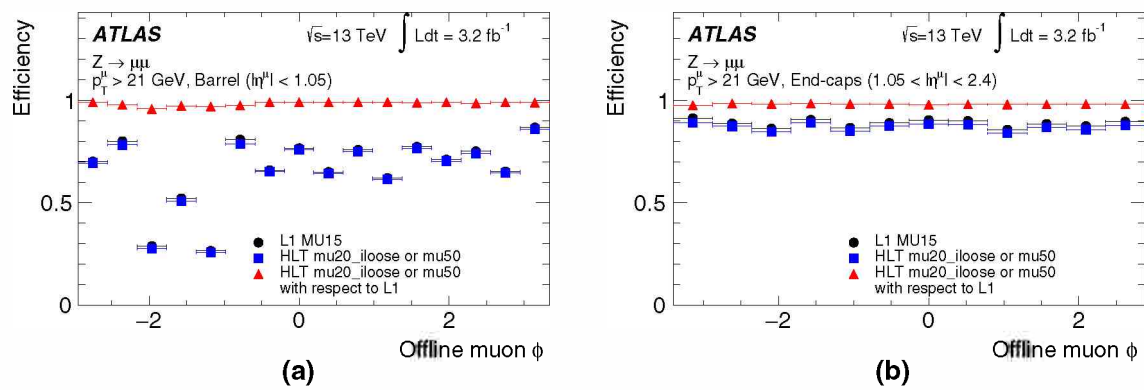 Efficiency
1
0.5
0
ATLAS
√s=13 TeV ∫ Ldt = 3.2 fb⁻¹
Z → μμ
p_T^μ > 21 GeV, Barrel (|η^μ| < 1.05)
L1 MU15
HLT mu20_iloose or mu50
HLT mu20_iloose or mu50
with respect to L1
−2 0 2
Offline muon ϕ
(a)
Efficiency
1
0.5
0
ATLAS
√s=13 TeV ∫ Ldt = 3.2 fb⁻¹
Z → μμ
p_T^μ > 21 GeV, End-caps (1.05 < |η^μ| < 2.4)
L1 MU15
HLT mu20_iloose or mu50
HLT mu20_iloose or mu50
with respect to L1
−2 0 2
Offline muon ϕ
(b)